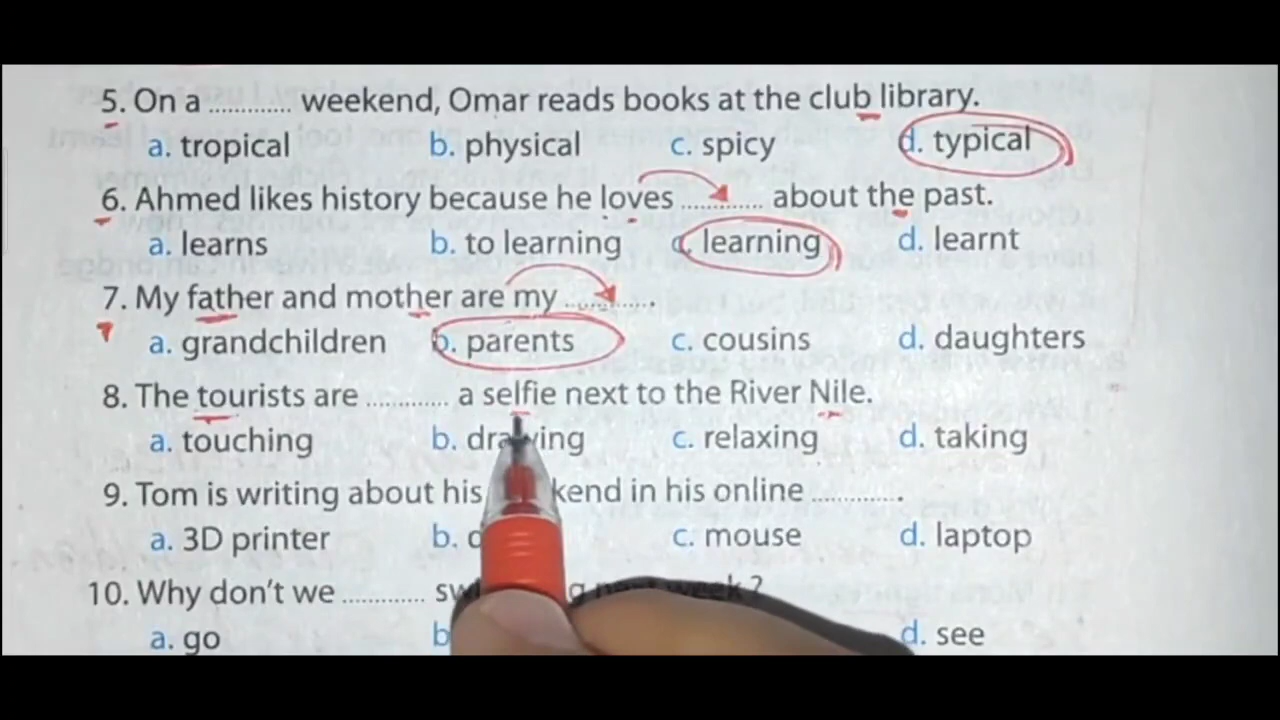 5. On a ............ weekend, Omar reads books at the club library.
a. tropical b. physical c. spicy d. typical
6. Ahmed likes history because he loves ............ about the past.
a. learns b. to learning c. learning d. learnt
7. My father and mother are my ............ .
a. grandchildren b. parents c. cousins d. daughters
8. The tourists are ............ a selfie next to the River Nile.
a. touching b. drawing c. relaxing d. taking
9. Tom is writing about his kend in his online ............ .
a. 3D printer b. c. mouse d. laptop
10. Why don't we ............ week ?
a. go b d. see